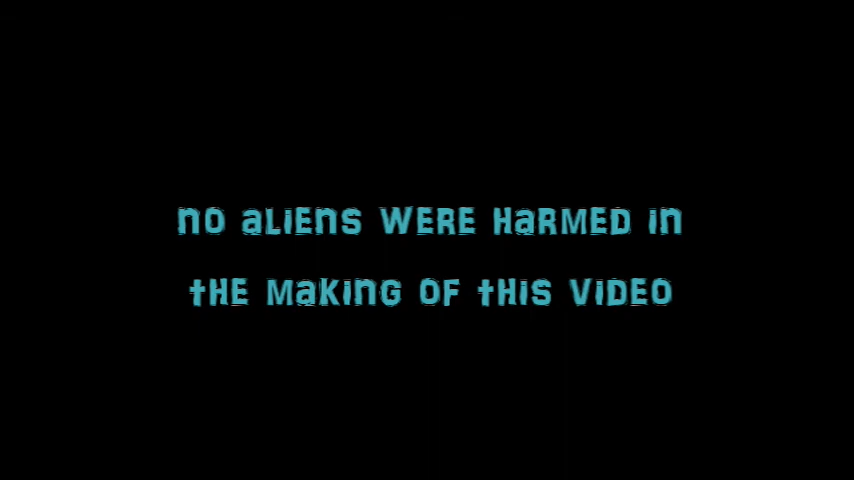 no aLiEns WERE HaRMED in
tHE MaKing OF tHis ViDEO